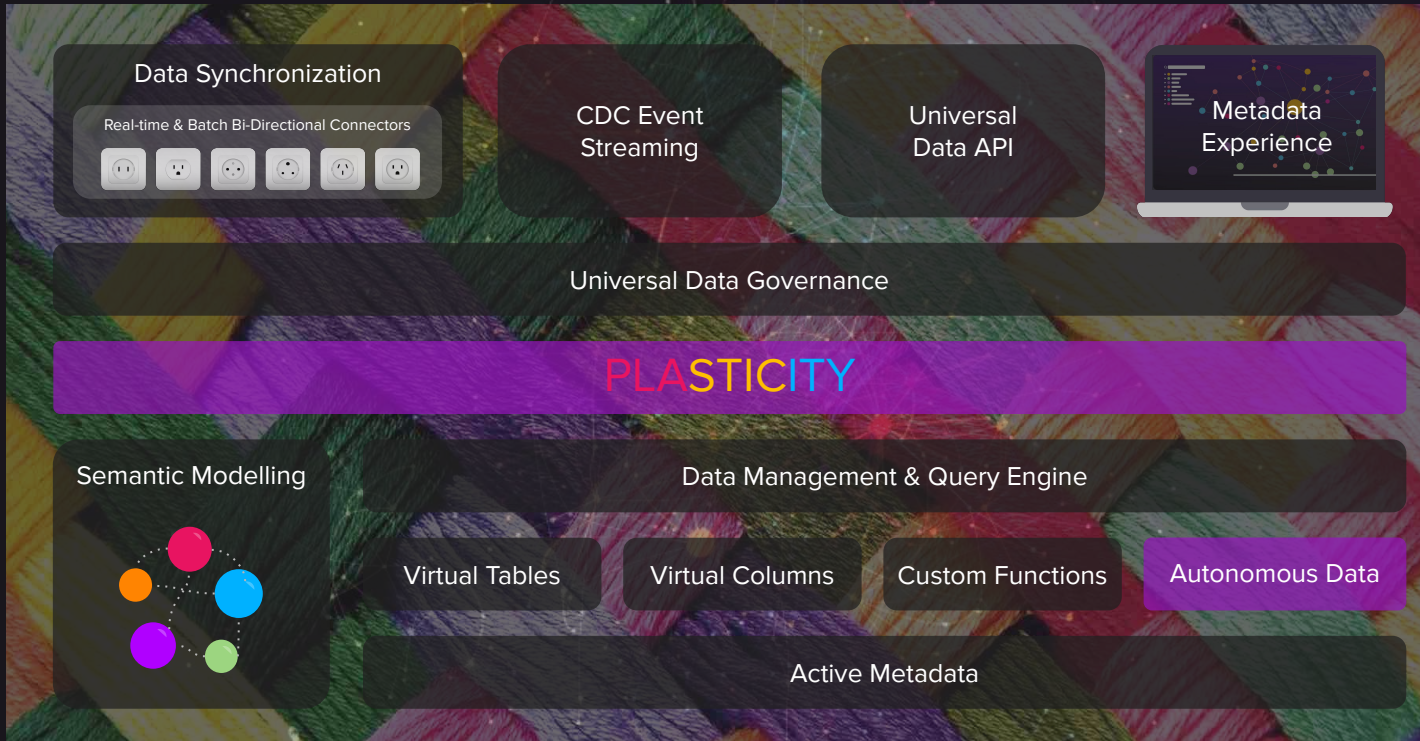 Data Synchronization
Real-time & Batch Bi-Directional Connectors
CDC Event
Streaming
Universal
Data API
Metadata
Experience
Universal Data Governance
PLASTICITY
Semantic Modelling
Data Management & Query Engine
Virtual Tables
Virtual Columns
Custom Functions
Autonomous Data
Active Metadata